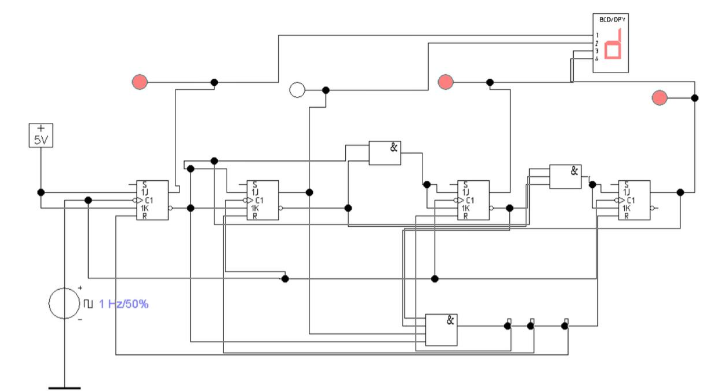 BCD/DPY
1
2
3
4
d
+
5V
&
&
S
1J
C1
1K
R
S
1J
C1
1K
R
S
1J
C1
1K
R
S
1J
C1
1K
R
+
1 Hz/50%
−
&